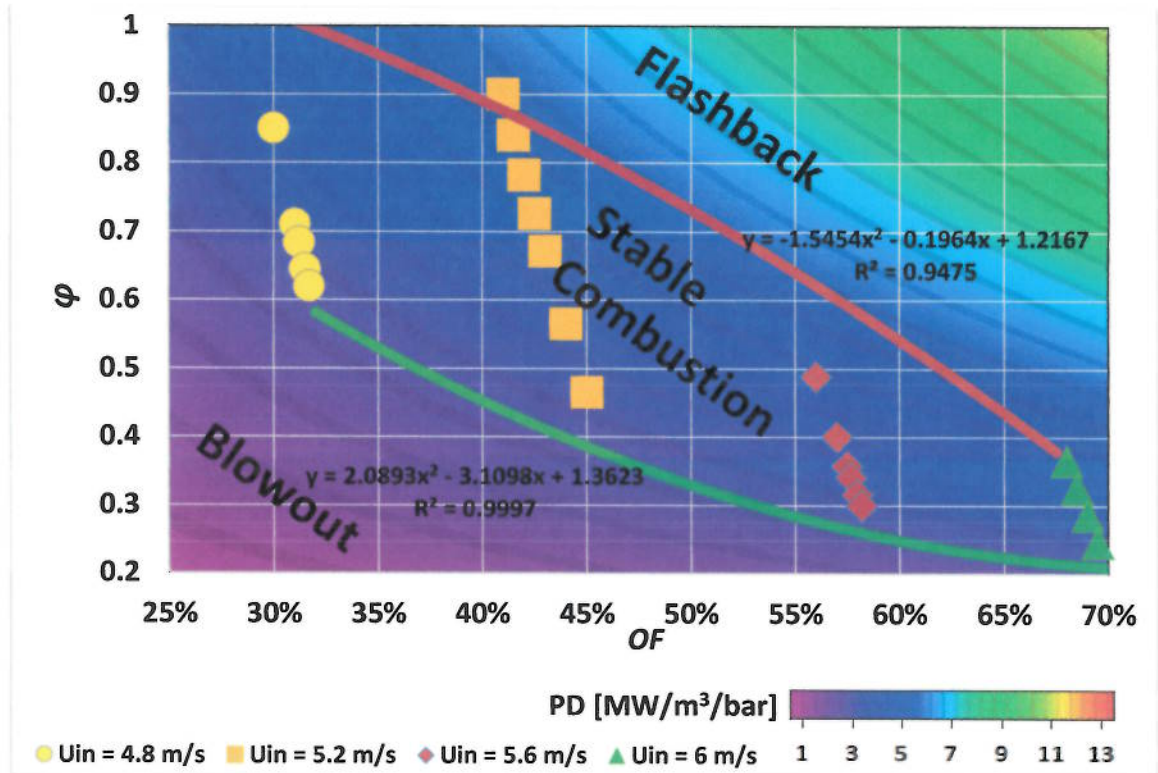 1
0.9
0.8
0.7
0.6
0.5
0.4
0.3
0.2
φ
Flashback
Stable
Combustion
y = -1.5454x² - 0.1964x + 1.2167
R² = 0.9475
Blowout
y = 2.0893x² - 3.1098x + 1.3623
R² = 0.9997
25% 30% 35% 40% 45% 50% 55% 60% 65% 70%
OF
PD [MW/m³/bar]
1 3 5 7 9 11 13
Uin = 4.8 m/s Uin = 5.2 m/s Uin = 5.6 m/s Uin = 6 m/s